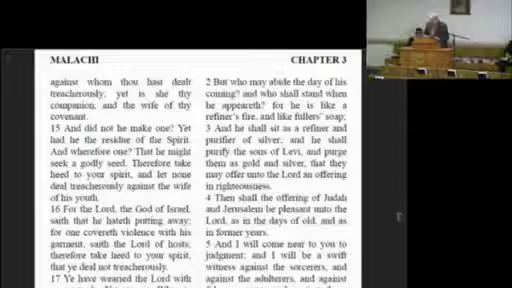 MALACHI
CHAPTER 3
against whom thou hast dealt
treacherously, yet is she thy
companion, and the wife of thy
covenant.
15 And did not he make one? Yet
had he the residue of the Spirit.
And wherefore one? That he might
seek a godly seed. Therefore take
heed to your spirit, and let none
deal treacherously against the wife
of his youth.
16 For the Lord, the God of Israel,
saith that he hateth putting away:
for one covereth violence with his
garment, saith the Lord of hosts:
therefore take heed to your spirit,
that ye deal not treacherously.
17 Ye have wearied the Lord with
2 But who may abide the day of his
coming? and who shall stand when
he appeareth? for he is like a
refiner's fire, and like fullers' soap;
3 And he shall sit as a refiner and
purifier of silver; and he shall
purify the sons of Levi, and purge
them as gold and silver, that they
may offer unto the Lord an offering
in righteousness.
4 Then shall the offering of Judah
and Jerusalem be pleasant unto the
Lord, as in the days of old, and as
in former years.
5 And I will come near to you to
judgment; and I will be a swift
witness against the sorcerers, and
against the adulterers, and against